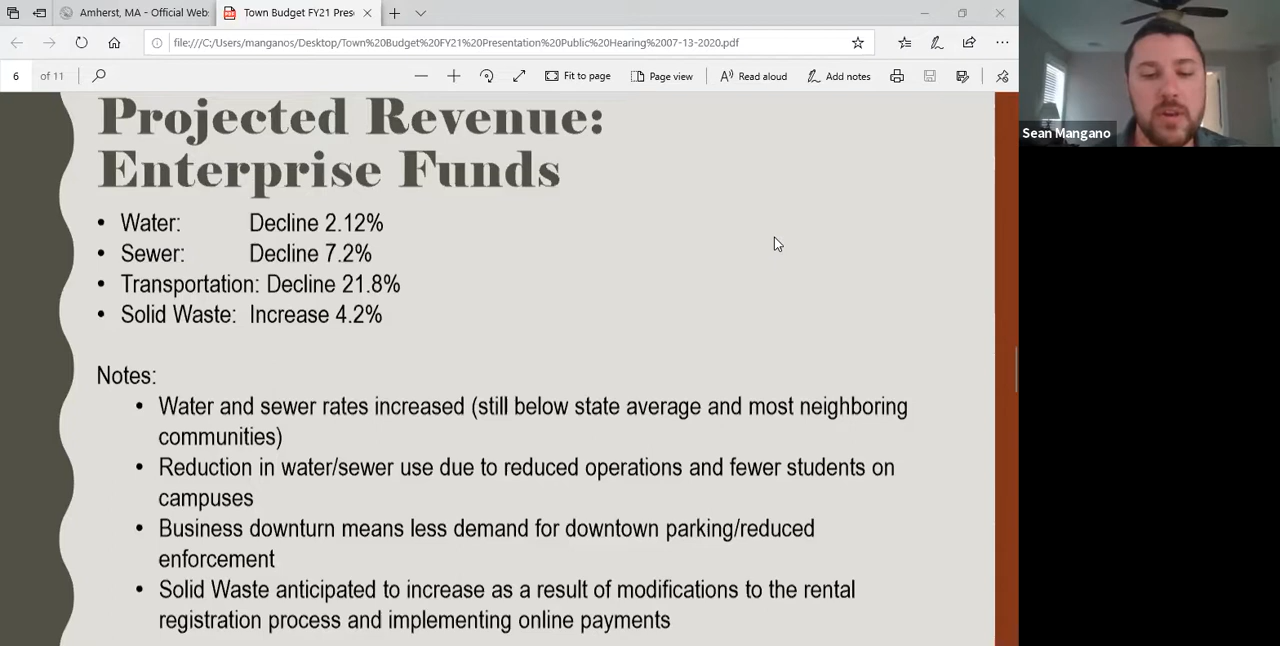 Amherst, MA - Official Web
Town Budget FY21 Pres
file:///C:/Users/manganos/Desktop/Town%20Budget%20FY21%20Presentation%20Public%20Hearing%2007-13-2020.pdf
6 of 11
Fit to page
Page view
Read aloud
Add notes
Projected Revenue:
Enterprise Funds
• Water: Decline 2.12%
• Sewer: Decline 7.2%
• Transportation: Decline 21.8%
• Solid Waste: Increase 4.2%
Notes:
• Water and sewer rates increased (still below state average and most neighboring
communities)
• Reduction in water/sewer use due to reduced operations and fewer students on
campuses
• Business downturn means less demand for downtown parking/reduced
enforcement
• Solid Waste anticipated to increase as a result of modifications to the rental
registration process and implementing online payments
Sean Mangano